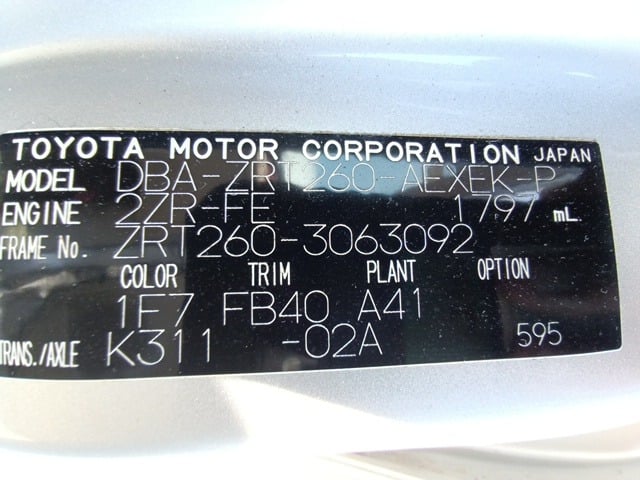 TOYOTA MOTOR CORPORATION JAPAN
MODEL DBA-ZRT260-AEXEK-P
ENGINE 2ZR-FE 1797 mL
FRAME No. ZRT260-3063092
COLOR TRIM PLANT OPTION
1F7 FB40 A41
TRANS./AXLE K311 -02A 595